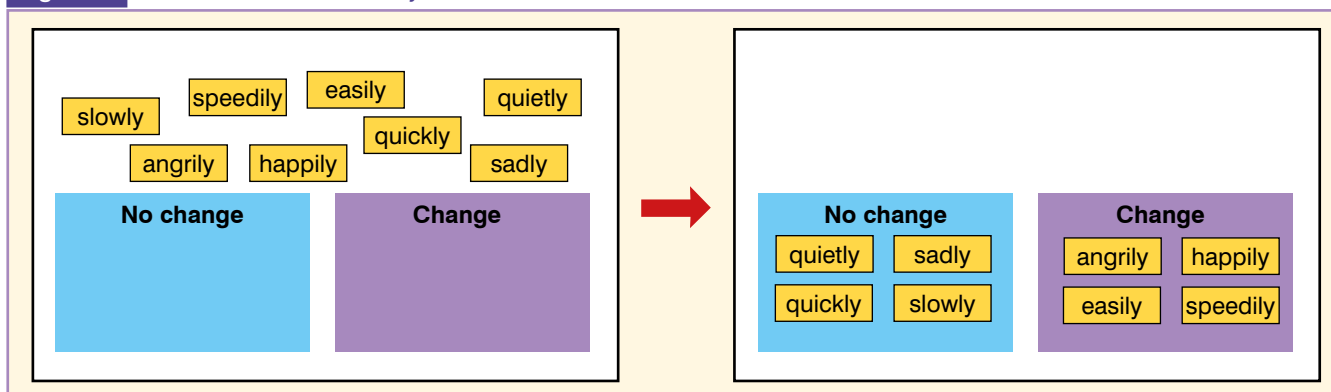 speedily easily quietly
slowly
quickly
angrily happily sadly
No change Change
No change Change
quietly sadly angrily happily
quickly slowly easily speedily